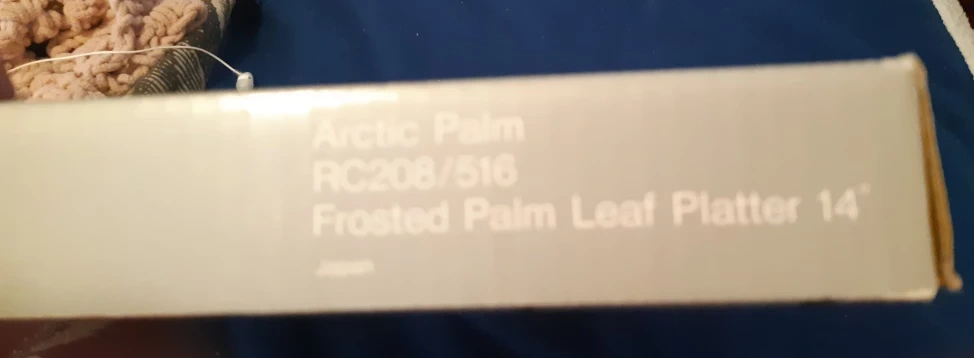 Arctic Palm
RC208/516
Frosted Palm Leaf Platter 14"
Japan